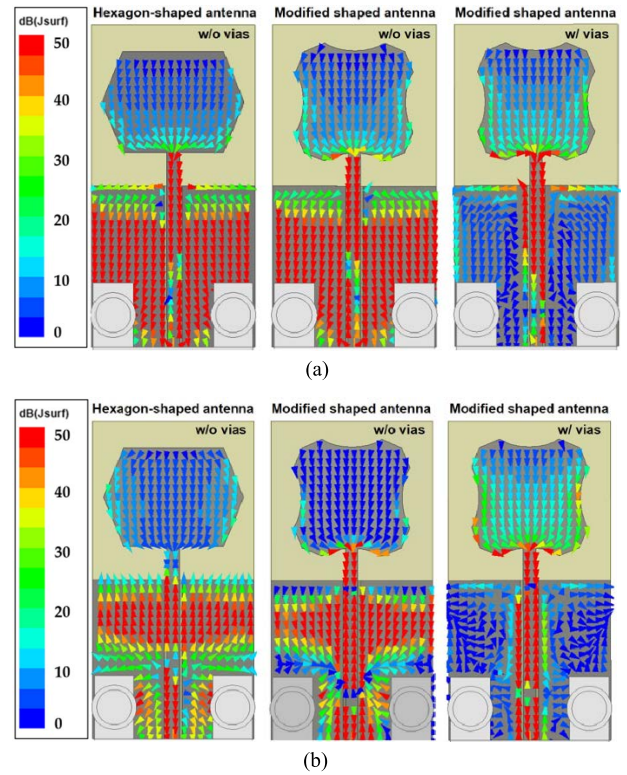 Hexagon-shaped antenna
Modified shaped antenna
Modified shaped antenna
dB(Jsurf)
w/o vias
w/o vias
w/ vias
50
40
30
20
10
0
(a)
Hexagon-shaped antenna
Modified shaped antenna
Modified shaped antenna
dB(Jsurf)
w/o vias
w/o vias
w/ vias
50
40
30
20
10
0
(b)